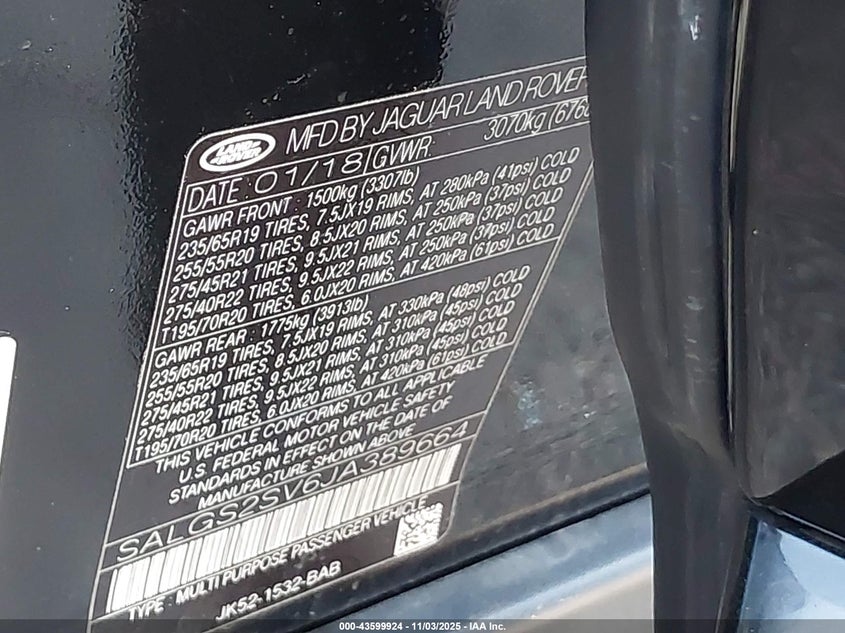 LAND ROVER
MFD BY JAGUAR LAND ROVER
DATE: 01/18 GVWR: 3070kg (676
GAWR FRONT : 1500kg (3307lb)
235/65R19 TIRES, 7.5JX19 RIMS, AT 280kPa (41psi) COLD
255/55R20 TIRES, 8.5JX20 RIMS, AT 250kPa (37psi) COLD
275/45R21 TIRES, 9.5JX21 RIMS, AT 250kPa (37psi) COLD
275/40R22 TIRES, 9.5JX22 RIMS, AT 250kPa (37psi) COLD
T195/70R20 TIRES, 6.0JX20 RIMS, AT 420kPa (61psi) COLD
GAWR REAR : 1775kg (3913lb)
235/65R19 TIRES, 7.5JX19 RIMS, AT 330kPa (48psi) COLD
255/55R20 TIRES, 8.5JX20 RIMS, AT 310kPa (45psi) COLD
275/45R21 TIRES, 9.5JX21 RIMS, AT 310kPa (45psi) COLD
275/40R22 TIRES, 9.5JX22 RIMS, AT 310kPa (45psi) COLD
T195/70R20 TIRES, 6.0JX20 RIMS, AT 420kPa (61psi) COLD
THIS VEHICLE CONFORMS TO ALL APPLICABLE
U.S. FEDERAL MOTOR VEHICLE SAFETY
STANDARDS IN EFFECT ON THE DATE OF
MANUFACTURE SHOWN ABOVE
SALGS2SV6JA389664
TYPE : MULTI PURPOSE PASSENGER VEHICLE
JK52-1532-BAB
000-43599924 - 11/03/2025 - IAA Inc.